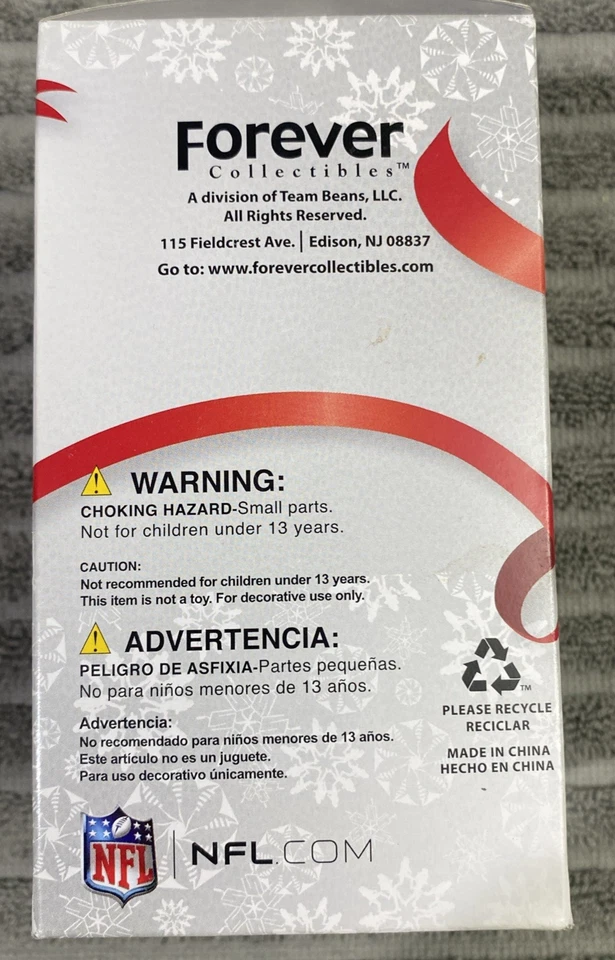 Forever
Collectibles™
A division of Team Beans, LLC.
All Rights Reserved.
115 Fieldcrest Ave. | Edison, NJ 08837
Go to: www.forevercollectibles.com
WARNING:
CHOKING HAZARD-Small parts.
Not for children under 13 years.
CAUTION:
Not recommended for children under 13 years.
This item is not a toy. For decorative use only.
ADVERTENCIA:
PELIGRO DE ASFIXIA-Partes pequeñas.
No para niños menores de 13 años.
Advertencia:
No recomendado para niños menores de 13 años.
Este artículo no es un juguete.
Para uso decorativo únicamente.
TM
PLEASE RECYCLE
RECICLAR
MADE IN CHINA
HECHO EN CHINA
NFL | NFL.COM